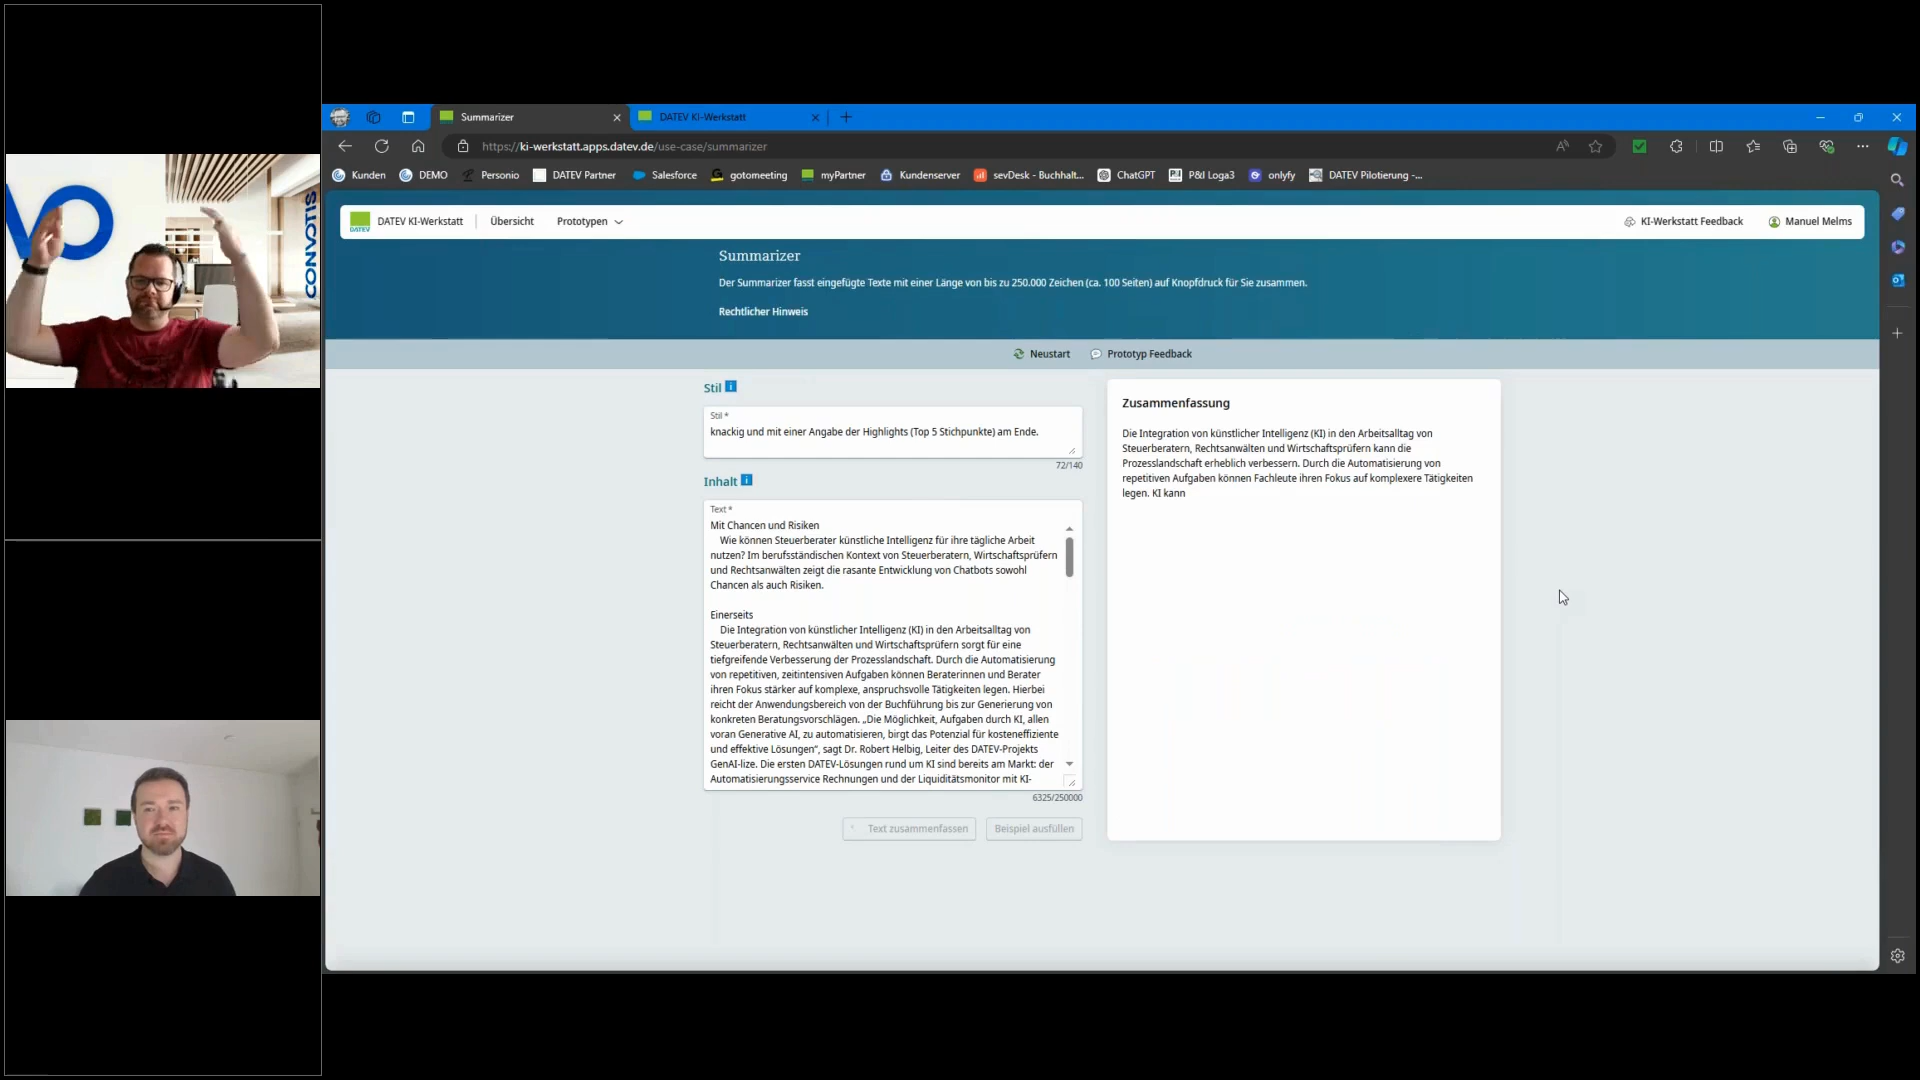 CONVOTIS
Summarizer
DATEV KI-Werkstatt
https://ki-werkstatt.apps.datev.de/use-case/summarizer
Kunden
DEMO
Personio
DATEV Partner
Salesforce
gotomeeting
myPartner
Kundenserver
sevDesk - Buchhalt...
ChatGPT
P&I Loga3
onlyfy
DATEV Pilotierung -...
DATEV
DATEV KI-Werkstatt
Übersicht
Prototypen
KI-Werkstatt Feedback
Manuel Melms
Summarizer
Der Summarizer fasst eingefügte Texte mit einer Länge von bis zu 250.000 Zeichen (ca. 100 Seiten) auf Knopfdruck für Sie zusammen.
Rechtlicher Hinweis
Neustart
Prototyp Feedback
Stil
Stil *
knackig und mit einer Angabe der Highlights (Top 5 Stichpunkte) am Ende.
72/140
Inhalt
Text *
Mit Chancen und Risiken
Wie können Steuerberater künstliche Intelligenz für ihre tägliche Arbeit
nutzen? Im berufsständischen Kontext von Steuerberatern, Wirtschaftsprüfern
und Rechtsanwälten zeigt die rasante Entwicklung von Chatbots sowohl
Chancen als auch Risiken.
Einerseits
Die Integration von künstlicher Intelligenz (KI) in den Arbeitsalltag von
Steuerberatern, Rechtsanwälten und Wirtschaftsprüfern sorgt für eine
tiefgreifende Verbesserung der Prozesslandschaft. Durch die Automatisierung
von repetitiven, zeitintensiven Aufgaben können Beraterinnen und Berater
ihren Fokus stärker auf komplexe, anspruchsvolle Tätigkeiten legen. Hierbei
reicht der Anwendungsbereich von der Buchführung bis zur Generierung von
konkreten Beratungsvorschlägen. „Die Möglichkeit, Aufgaben durch KI, allen
voran Generative AI, zu automatisieren, birgt das Potenzial für kosteneffiziente
und effektive Lösungen“, sagt Dr. Robert Helbig, Leiter des DATEV-Projekts
GenAI-lize. Die ersten DATEV-Lösungen rund um KI sind bereits am Markt: der
Automatisierungsservice Rechnungen und der Liquiditätsmonitor mit KI-
6325/250000
Text zusammenfassen
Beispiel ausfüllen
Zusammenfassung
Die Integration von künstlicher Intelligenz (KI) in den Arbeitsalltag von
Steuerberatern, Rechtsanwälten und Wirtschaftsprüfern kann die
Prozesslandschaft erheblich verbessern. Durch die Automatisierung von
repetitiven Aufgaben können Fachleute ihren Fokus auf komplexere Tätigkeiten
legen. KI kann